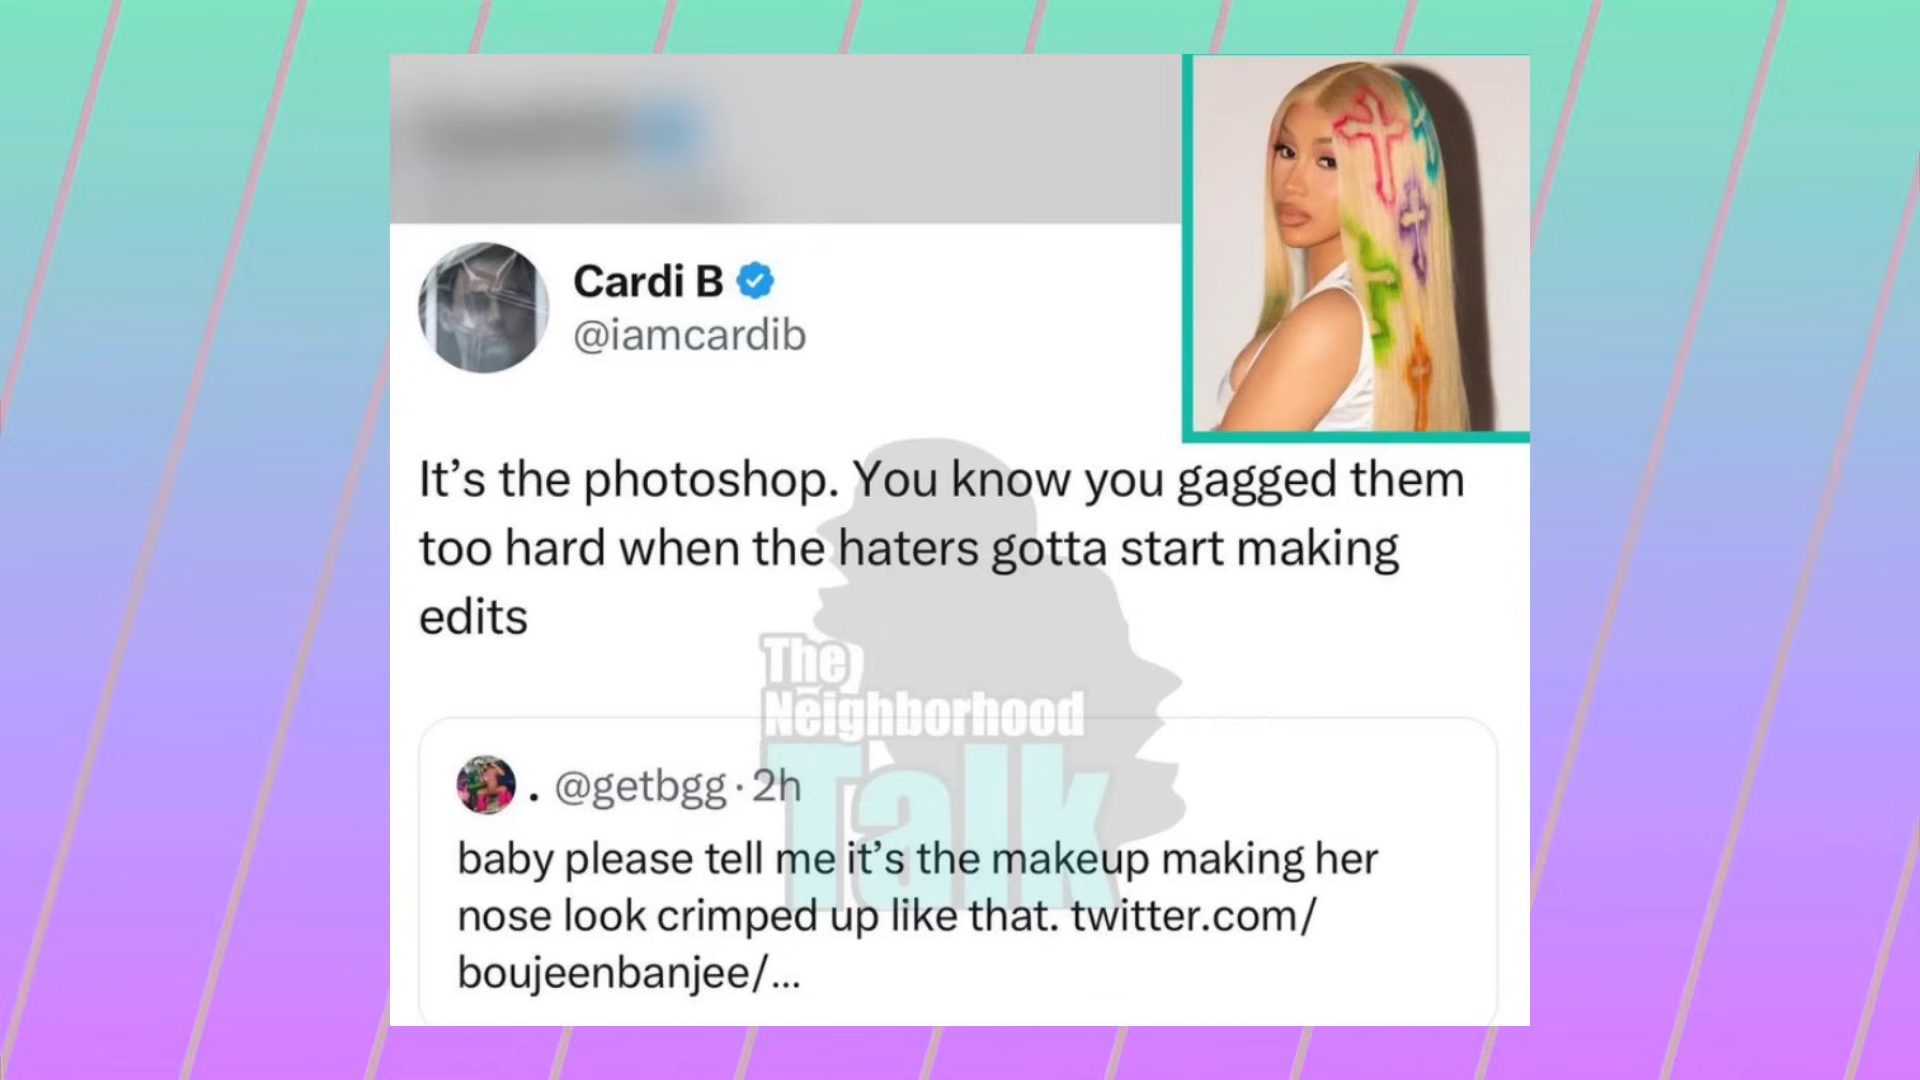 Cardi B
@iamcardib
It’s the photoshop. You know you gagged them
too hard when the haters gotta start making
edits
The
Neighborhood
Talk
. @getbgg · 2h
baby please tell me it’s the makeup making her
nose look crimped up like that. twitter.com/
boujeenbanjee/...